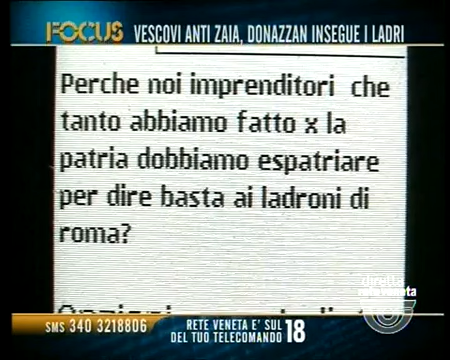 FOCUS VESCOVI ANTI ZAIA, DONAZZAN INSEGUE I LADRI
Perche noi imprenditori che
tanto abbiamo fatto x la
patria dobbiamo espatriare
per dire basta ai ladroni di
roma?
diretta
SMS 340 3218806
RETE VENETA E' SUL
DEL TUO TELECOMANDO 18